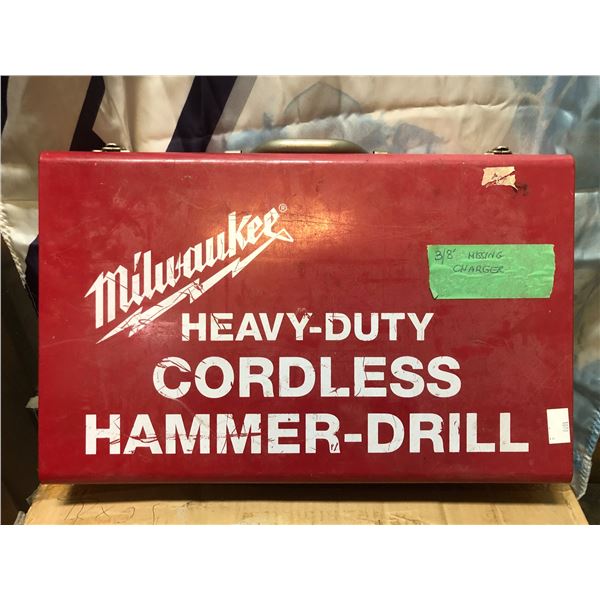 Milwaukee®
3/8" MISSING
CHARGER
HEAVY-DUTY
CORDLESS
HAMMER-DRILL